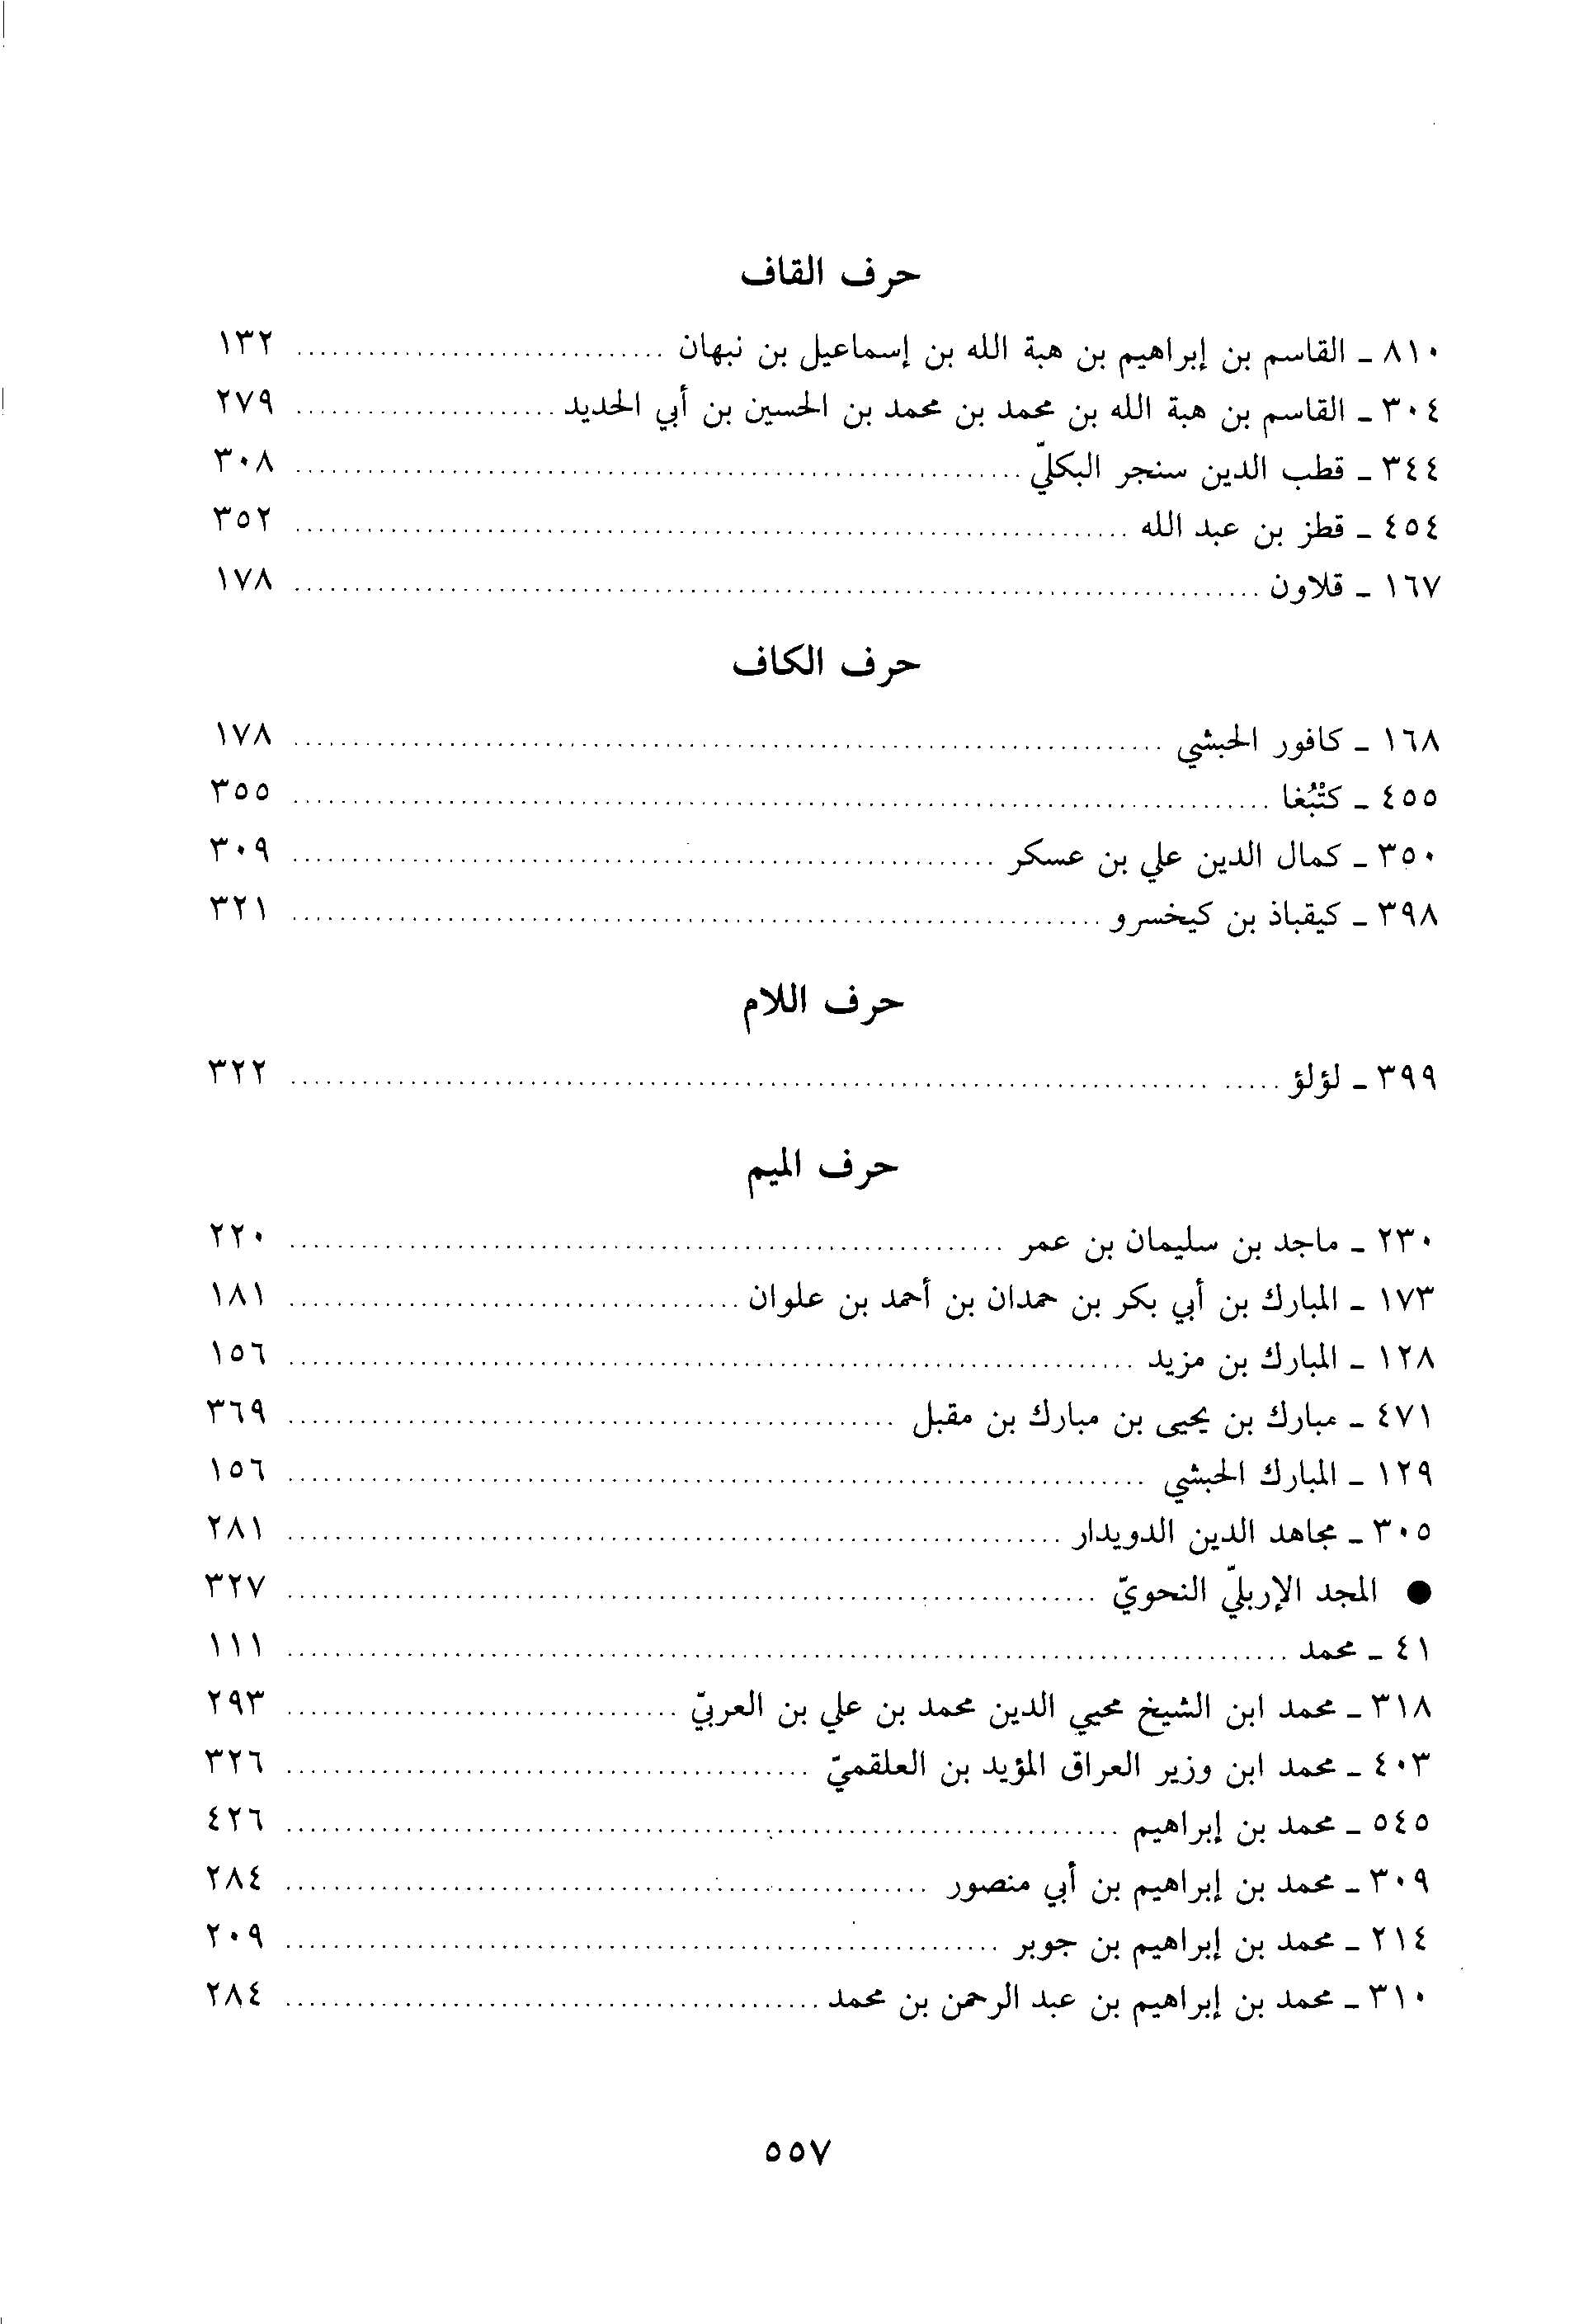 حرف القاف
٨١٠ ـ القاسم بن إبراهيم بن هبة الله بن إسماعيل بن نبهان ........ ١٣٢
٣٠٤ ـ القاسم بن هبة الله بن محمد بن محمد بن الحسين بن أبي الحديد ........ ٢٧٩
٣٤٤ ـ قطب الدين سنجر البكليّ ........ ٣٠٨
٤٥٤ ـ قطز بن عبد الله ........ ٣٥٢
١٦٧ ـ قلاون ........ ١٧٨
حرف الكاف
١٦٨ ـ كافور الحبشي ........ ١٧٨
٤٥٥ ـ كتْبُغا ........ ٣٥٥
٣٥٠ ـ كمال الدين علي بن عسكر ........ ٣٠٩
٣٩٨ ـ كيقباذ بن كيخسرو ........ ٣٢١
حرف اللام
٣٩٩ ـ لؤلؤ ........ ٣٢٢
حرف الميم
٢٣٠ ـ ماجد بن سليمان بن عمر ........ ٢٢٠
١٧٣ ـ المبارك بن أبي بكر بن حمدان بن أحمد بن علوان ........ ١٨١
١٢٨ ـ المبارك بن مزيد ........ ١٥٦
٤٧١ ـ مبارك بن يحيى بن مبارك بن مقبل ........ ٣٦٩
١٢٩ ـ المبارك الحبشي ........ ١٥٦
٣٠٥ ـ مجاهد الدين الدويدار ........ ٢٨١
● المجد الإربليّ النحويّ ........ ٣٢٧
٤١ ـ محمد ........ ١١١
٣١٨ ـ محمد ابن الشيخ محيي الدين محمد بن علي بن العربيّ ........ ٢٩٣
٤٠٣ ـ محمد ابن وزير العراق المؤيد بن العلقميّ ........ ٣٢٦
٥٤٥ ـ محمد بن إبراهيم ........ ٤٢٦
٣٠٩ ـ محمد بن إبراهيم بن أبي منصور ........ ٢٨٤
٢١٤ ـ محمد بن إبراهيم بن جوبر ........ ٢٠٩
٣١٠ ـ محمد بن إبراهيم بن عبد الرحمن بن محمد ........ ٢٨٤
٥٥٧